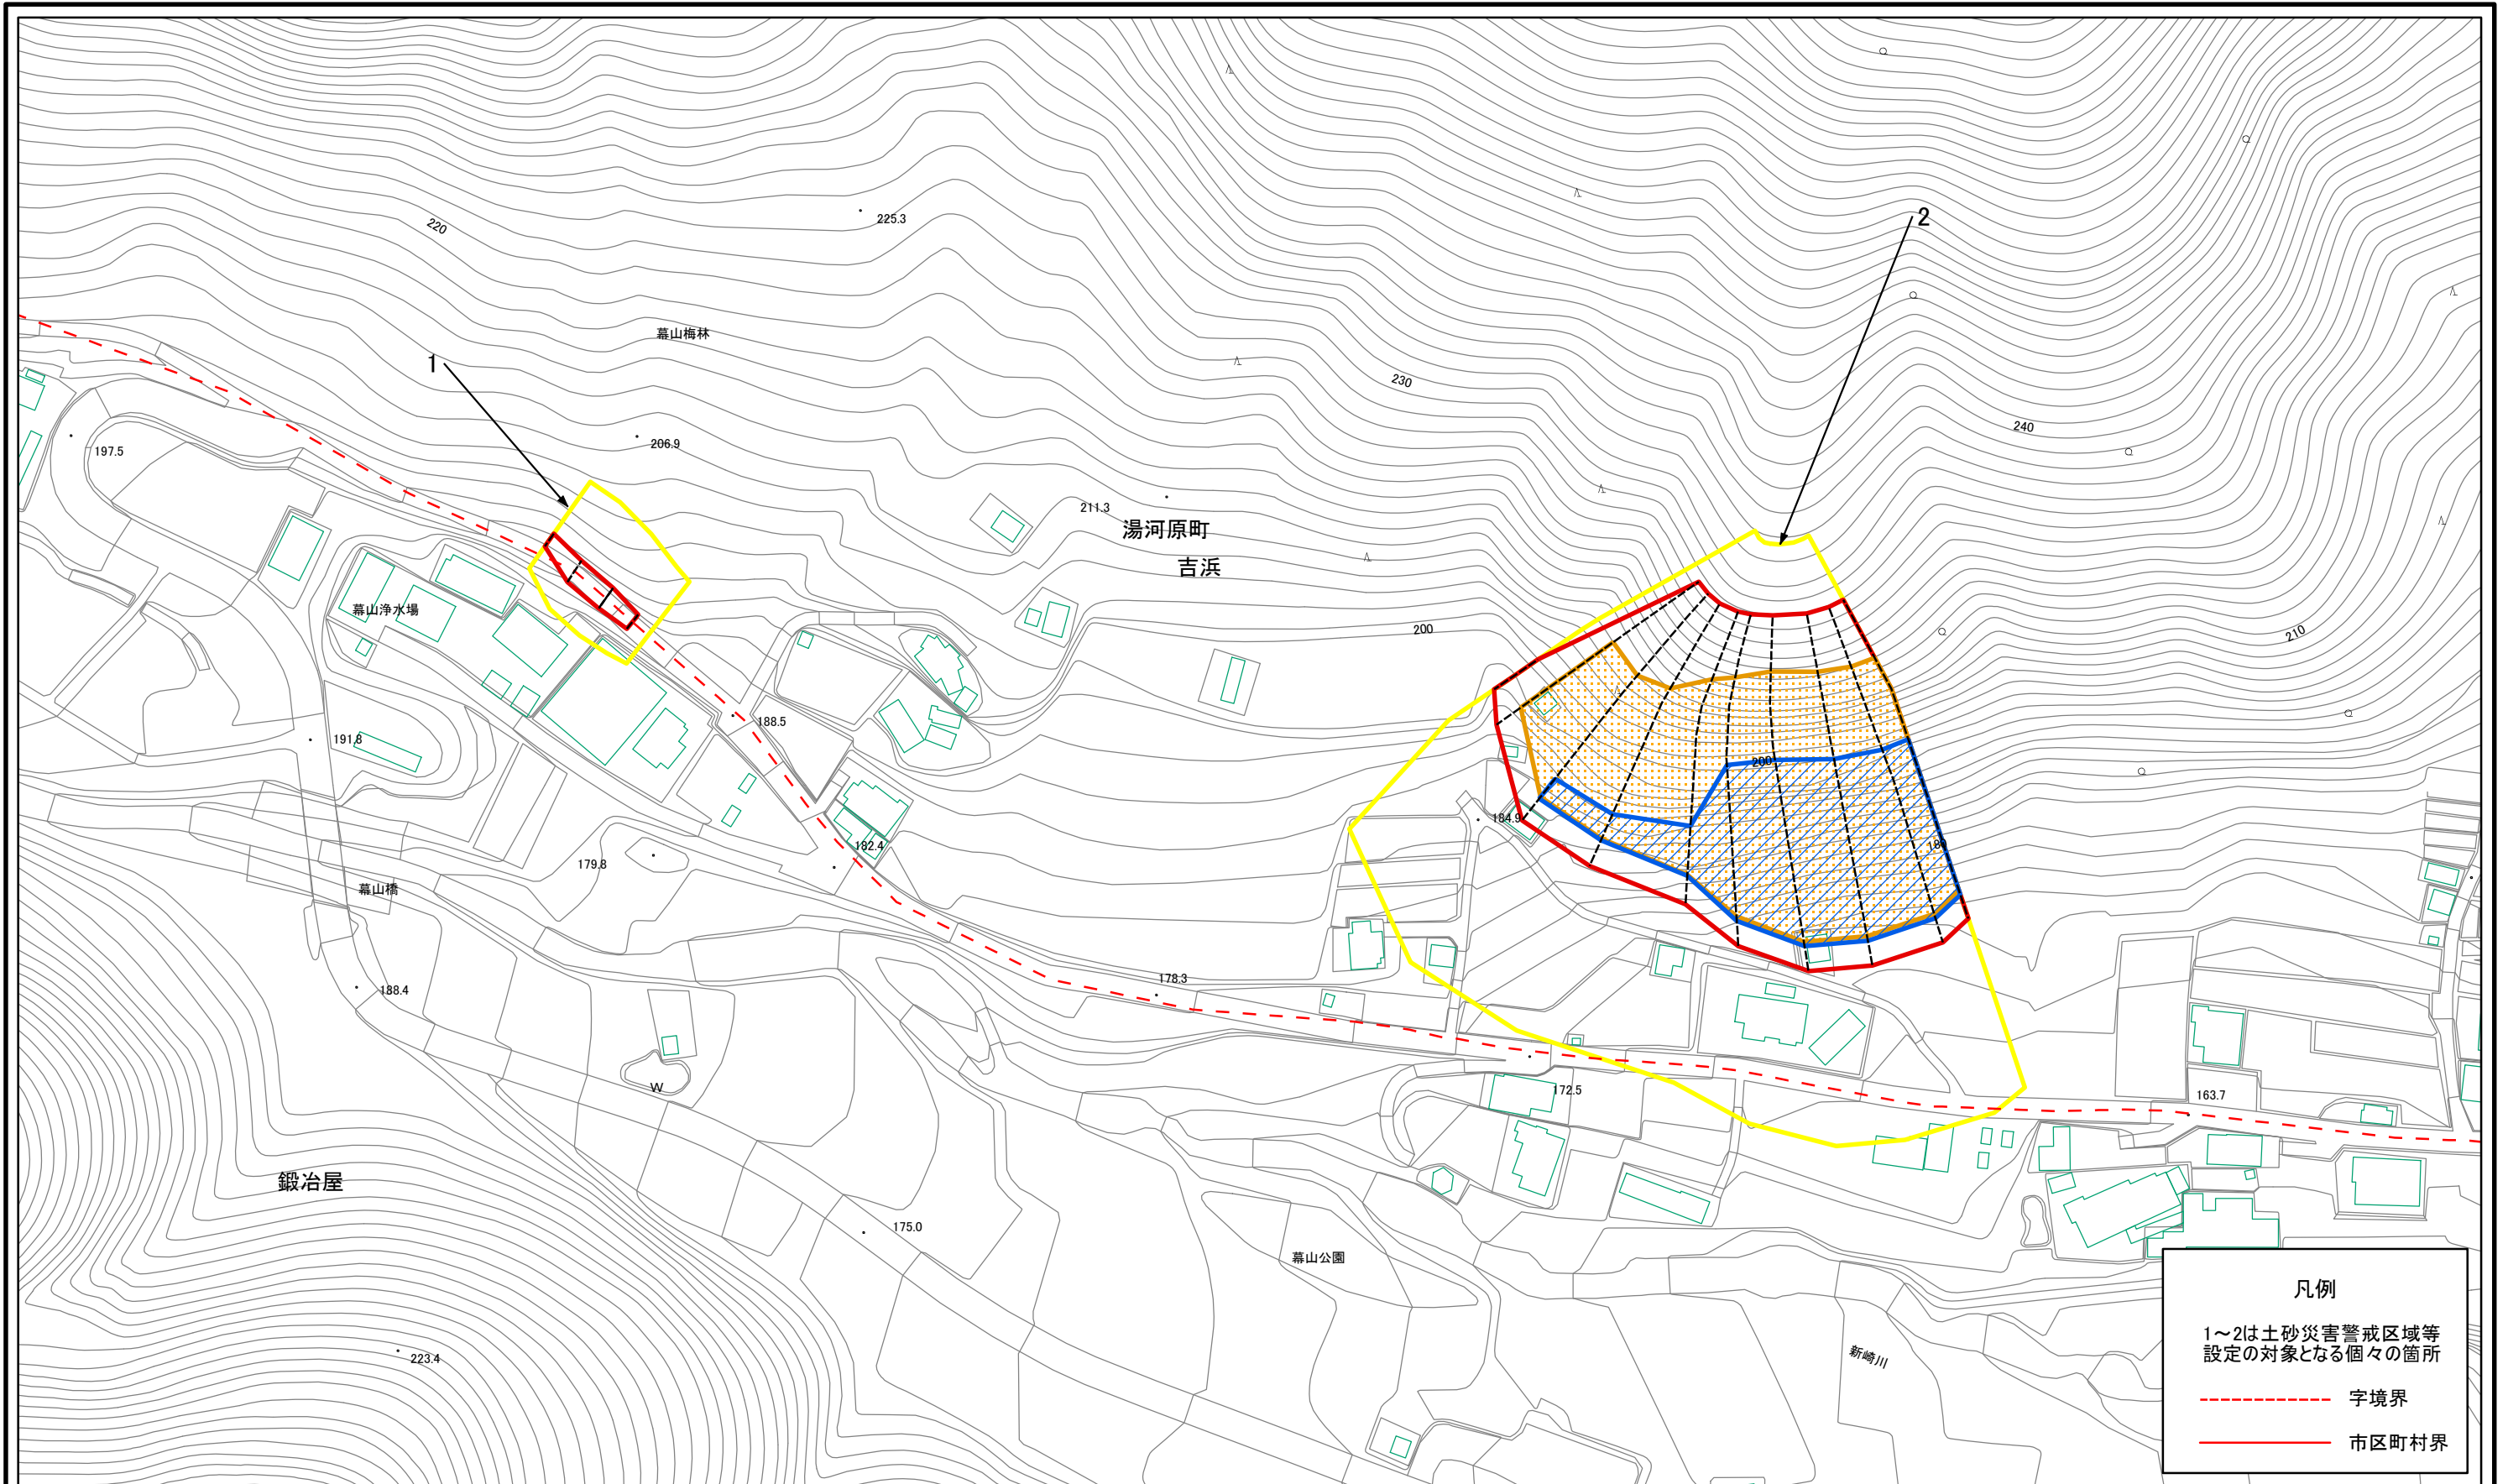 2
225.3
220
幕山梅林
1
230
240
206.9
197.5
211.3
湯河原町
吉浜
幕山浄水場
200
210
188.5
191.8
200
184.9
182.4
180
179.8
幕山橋
178.3
188.4
172.5
W
163.7
鍛冶屋
175.0
幕山公園
新崎川
223.4
凡例
1～2は土砂災害警戒区域等
設定の対象となる個々の箇所
字境界
市区町村界